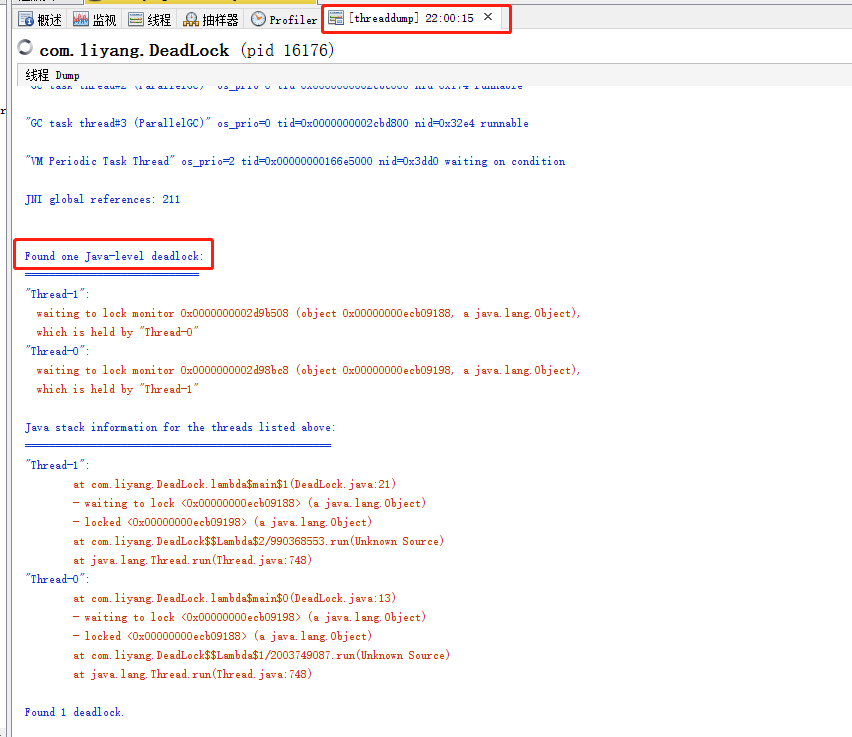 概述 监视 线程 抽样器 Profiler [threaddump] 22:00:15 ×
com.liyang.DeadLock (pid 16176)
线程 Dump
"GC task thread#3 (ParallelGC)" os_prio=0 tid=0x0000000002cbd800 nid=0x32e4 runnable
"VM Periodic Task Thread" os_prio=2 tid=0x00000000166e5000 nid=0x3dd0 waiting on condition
JNI global references: 211
Found one Java-level deadlock:
=============================
"Thread-1":
waiting to lock monitor 0x0000000002d9b508 (object 0x00000000ecb09188, a java.lang.Object),
which is held by "Thread-0"
"Thread-0":
waiting to lock monitor 0x0000000002d98bc8 (object 0x00000000ecb09198, a java.lang.Object),
which is held by "Thread-1"
Java stack information for the threads listed above:
===================================================
"Thread-1":
at com.liyang.DeadLock.lambda$main$1(DeadLock.java:21)
- waiting to lock <0x00000000ecb09188> (a java.lang.Object)
- locked <0x00000000ecb09198> (a java.lang.Object)
at com.liyang.DeadLock$$Lambda$2/990368553.run(Unknown Source)
at java.lang.Thread.run(Thread.java:748)
"Thread-0":
at com.liyang.DeadLock.lambda$main$0(DeadLock.java:13)
- waiting to lock <0x00000000ecb09198> (a java.lang.Object)
- locked <0x00000000ecb09188> (a java.lang.Object)
at com.liyang.DeadLock$$Lambda$1/2003749087.run(Unknown Source)
at java.lang.Thread.run(Thread.java:748)
Found 1 deadlock.